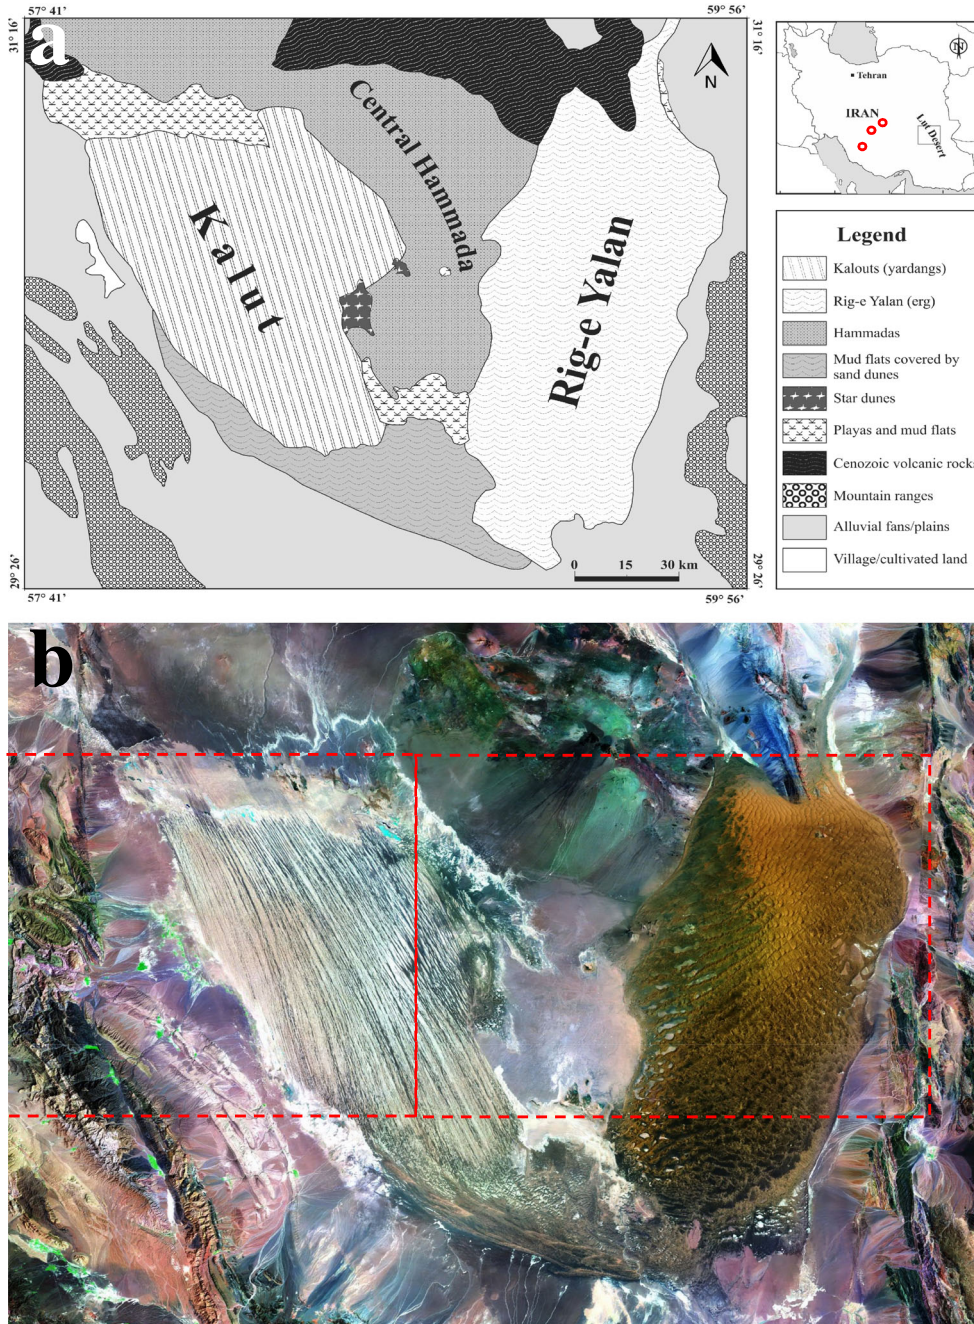 57° 41’
59° 56’
31° 16’
31° 16’
a
N
Central Hammada
Kalut
Rig-e Yalan
0 15 30 km
29° 26’
29° 26’
57° 41’
59° 56’
N
Tehran
IRAN
Lut Desert
Legend
Kalouts (yardangs)
Rig-e Yalan (erg)
Hammadas
Mud flats covered by
sand dunes
Star dunes
Playas and mud flats
Cenozoic volcanic rocks
Mountain ranges
Alluvial fans/plains
Village/cultivated land
b